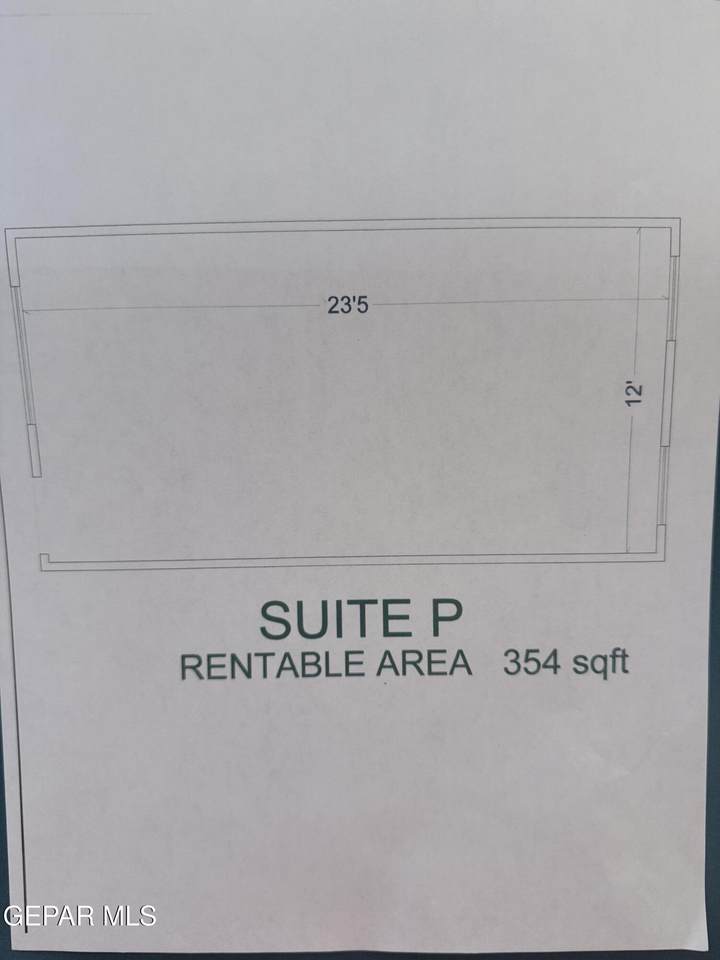 23'5
12'
SUITE P
RENTABLE AREA 354 sqft
GEPAR MLS